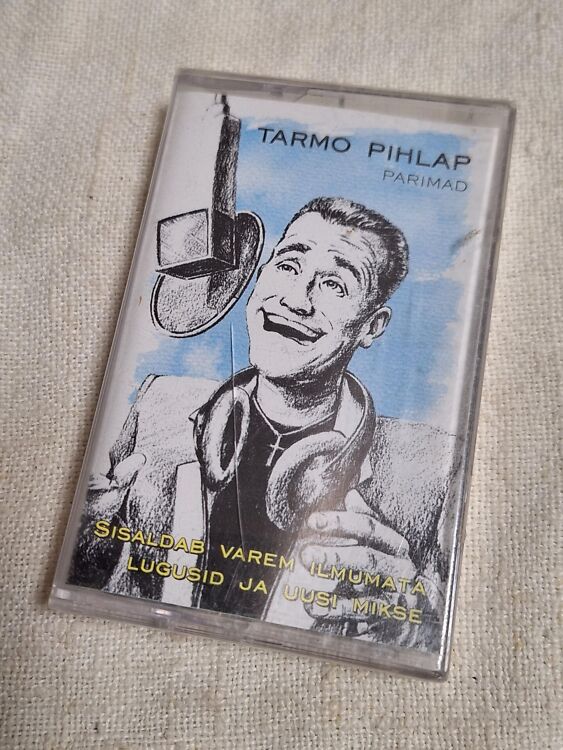 TARMO PIHLAP
PARIMAD
SISALDAB VAREM ILMUMATA
LUGUSID JA UUSI MIKSE